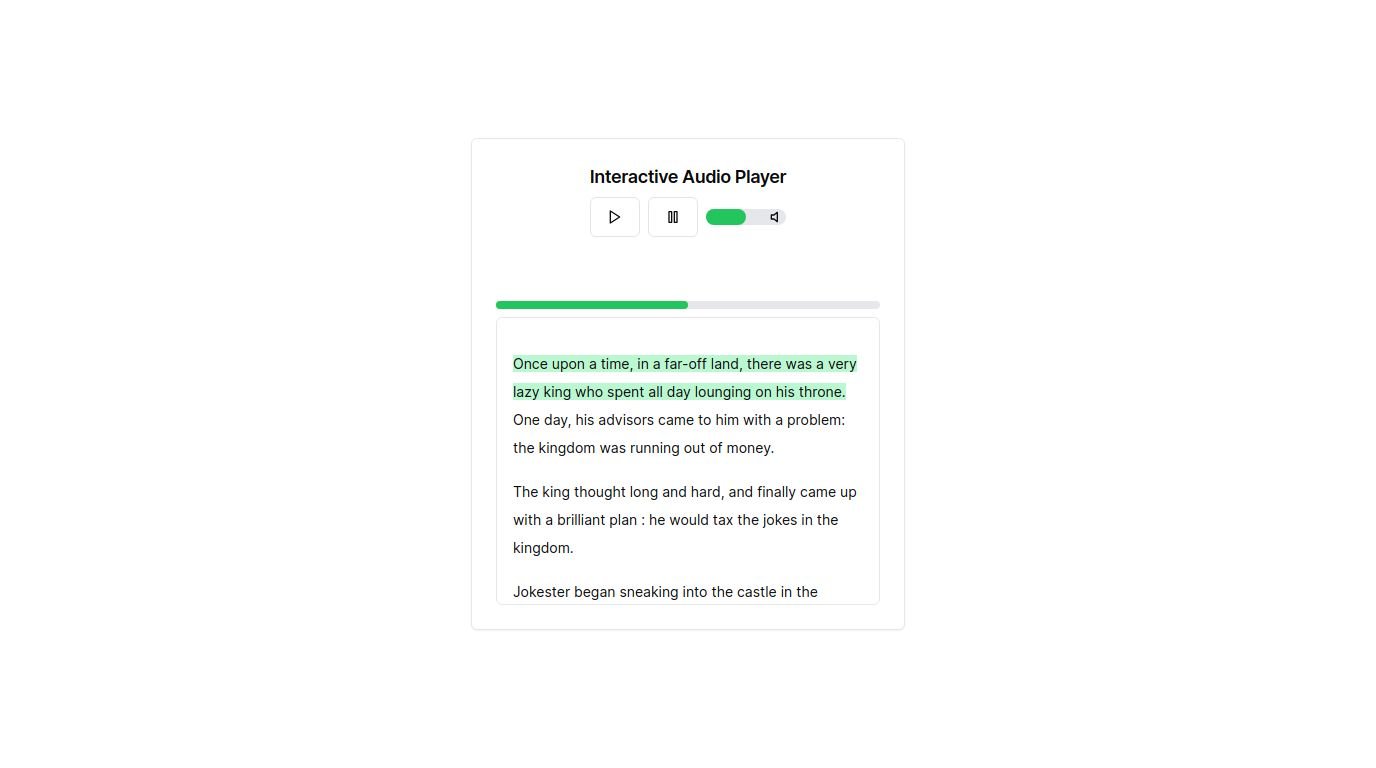 Interactive Audio Player
Once upon a time, in a far-off land, there was a very
lazy king who spent all day lounging on his throne.
One day, his advisors came to him with a problem:
the kingdom was running out of money.
The king thought long and hard, and finally came up
with a brilliant plan : he would tax the jokes in the
kingdom.
Jokester began sneaking into the castle in the